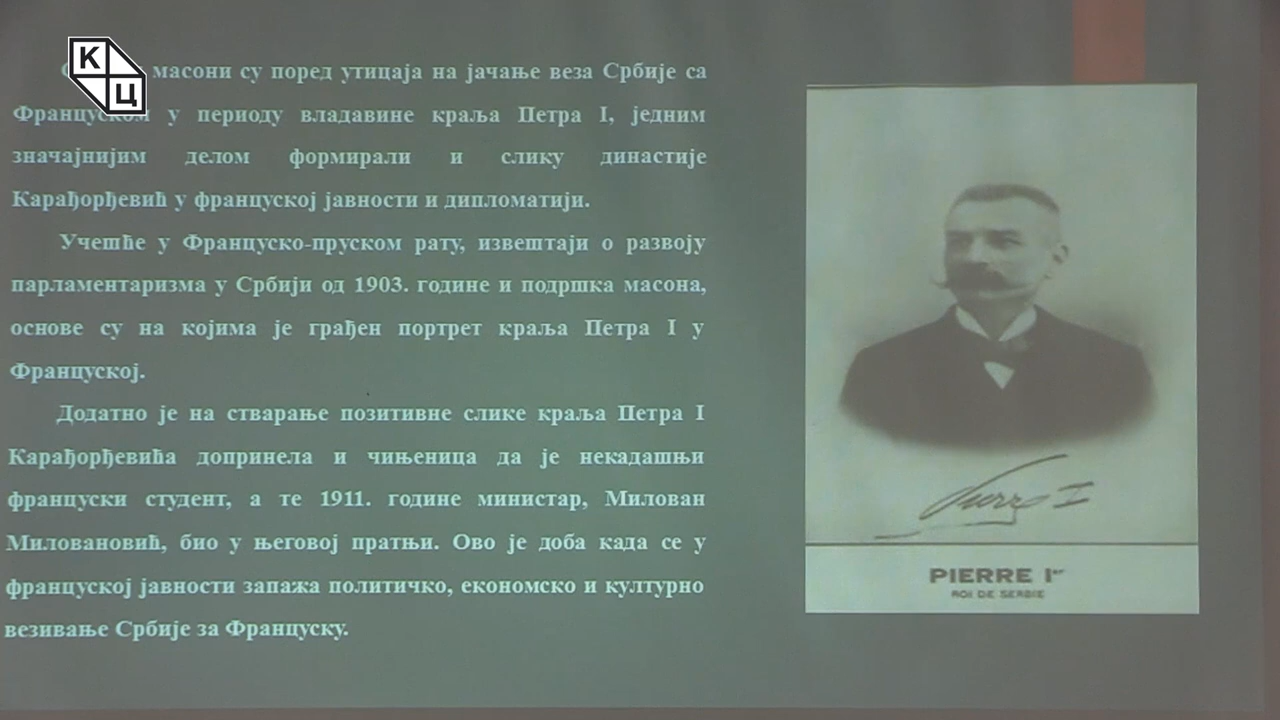 К
Ц
масони су поред утицаја на јачање веза Србије са
Француском у периоду владавине краља Петра I, једним
значајнијим делом формирали и слику династије
Карађорђевић у француској јавности и дипломатији.
Учешће у Француско-пруском рату, извештаји о развоју
парламентаризма у Србији од 1903. године и подршка масона,
основе су на којима је грађен портрет краља Петра I у
Француској.
Додатно је на стварање позитивне слике краља Петра I
Карађорђевића допринела и чињеница да је некадашњи
француски студент, а те 1911. године министар, Милован
Миловановић, био у његовој пратњи. Ово је доба када се у
француској јавности запажа политичко, економско и културно
везивање Србије за Француску.
Pierre I
PIERRE Ier
ROI DE SERBIE